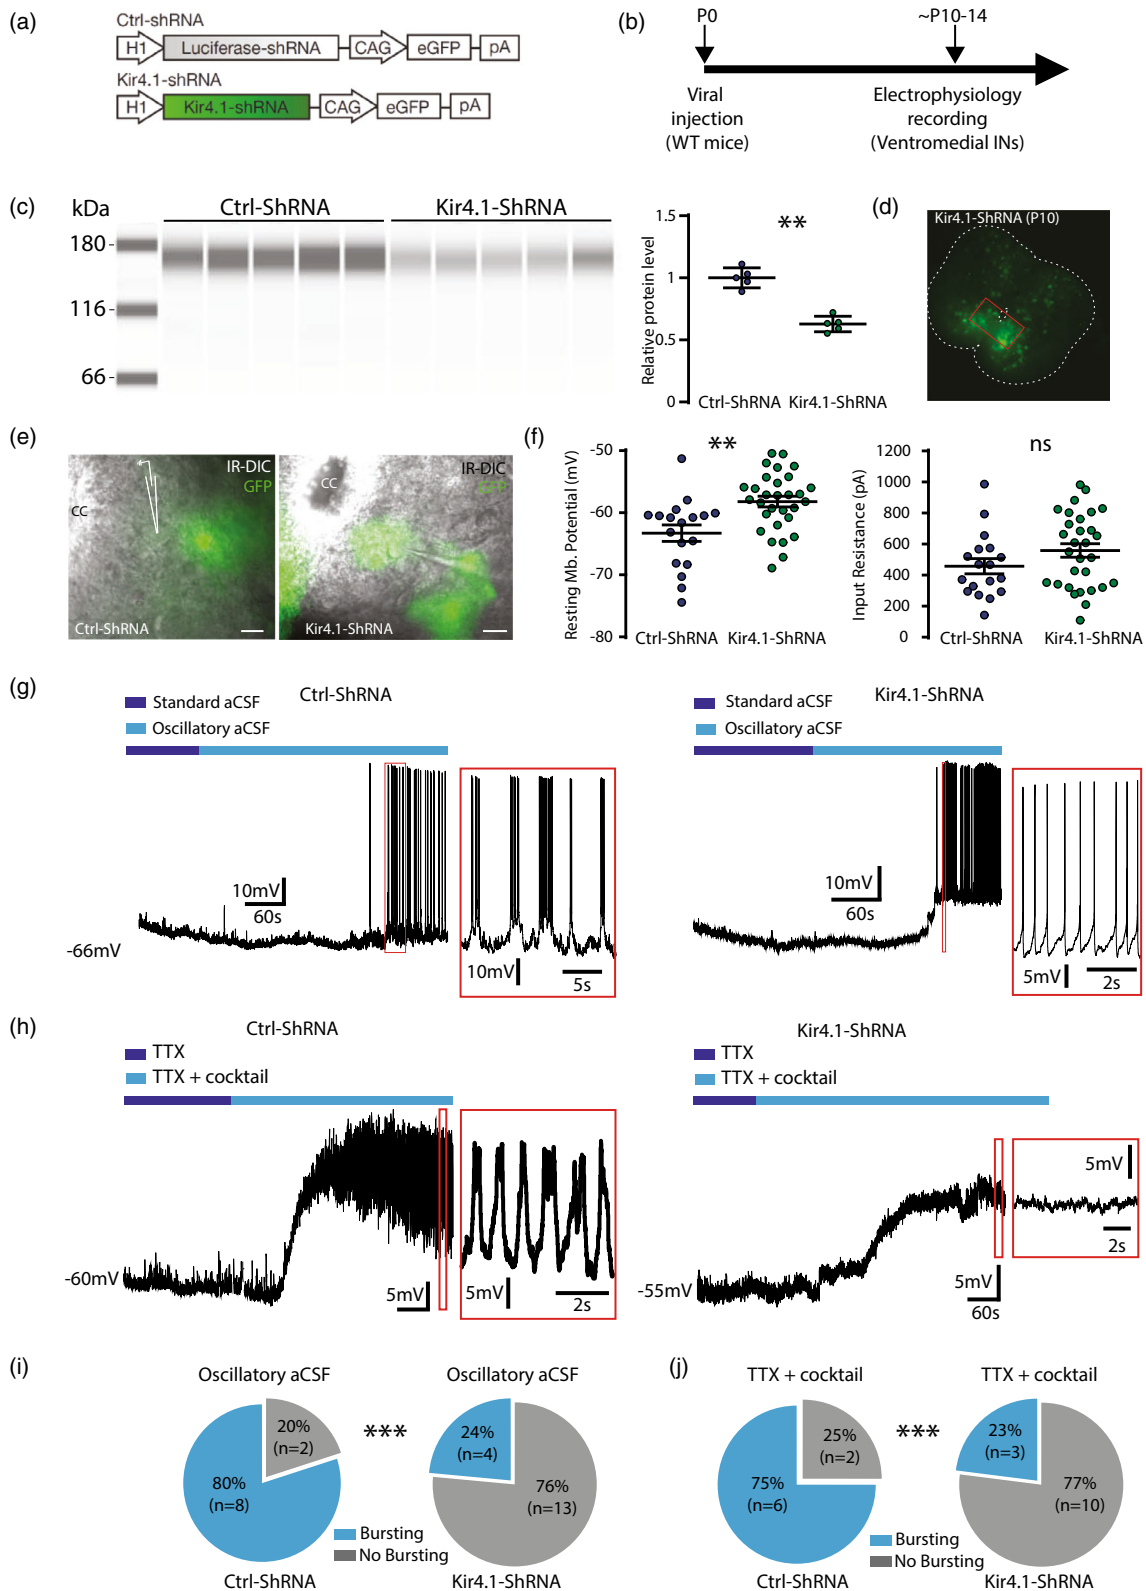 (a)
Ctrl-shRNA
H1 Luciferase-shRNA CAG eGFP pA
Kir4.1-shRNA
H1 Kir4.1-shRNA CAG eGFP pA
(b)
P0
~P10-14
Viral
injection
(WT mice)
Electrophysiology
recording
(Ventromedial INs)
(c)
kDa
Ctrl-ShRNA
Kir4.1-ShRNA
180
116
66
Relative protein level
1.5
1
0.5
0
**
Ctrl-ShRNA
Kir4.1-ShRNA
(d)
Kir4.1-ShRNA (P10)
(e)
IR-DIC
GFP
CC
Ctrl-ShRNA
IR-DIC
GFP
CC
Kir4.1-ShRNA
(f)
Resting Mb. Potential (mV)
-50
-60
-70
-80
**
Ctrl-ShRNA
Kir4.1-ShRNA
Input Resistance (pA)
1200
1000
800
600
400
200
0
ns
Ctrl-ShRNA
Kir4.1-ShRNA
(g)
Ctrl-ShRNA
Standard aCSF
Oscillatory aCSF
10mV
60s
-66mV
10mV
5s
Kir4.1-ShRNA
Standard aCSF
Oscillatory aCSF
10mV
60s
5mV
2s
(h)
Ctrl-ShRNA
TTX
TTX + cocktail
-60mV
5mV
5mV
2s
Kir4.1-ShRNA
TTX
TTX + cocktail
-55mV
5mV
60s
5mV
2s
(i)
Oscillatory aCSF
20%
(n=2)
80%
(n=8)
Ctrl-ShRNA
***
Oscillatory aCSF
24%
(n=4)
76%
(n=13)
Kir4.1-ShRNA
Bursting
No Bursting
(j)
TTX + cocktail
25%
(n=2)
75%
(n=6)
Ctrl-ShRNA
***
TTX + cocktail
23%
(n=3)
77%
(n=10)
Kir4.1-ShRNA
Bursting
No Bursting